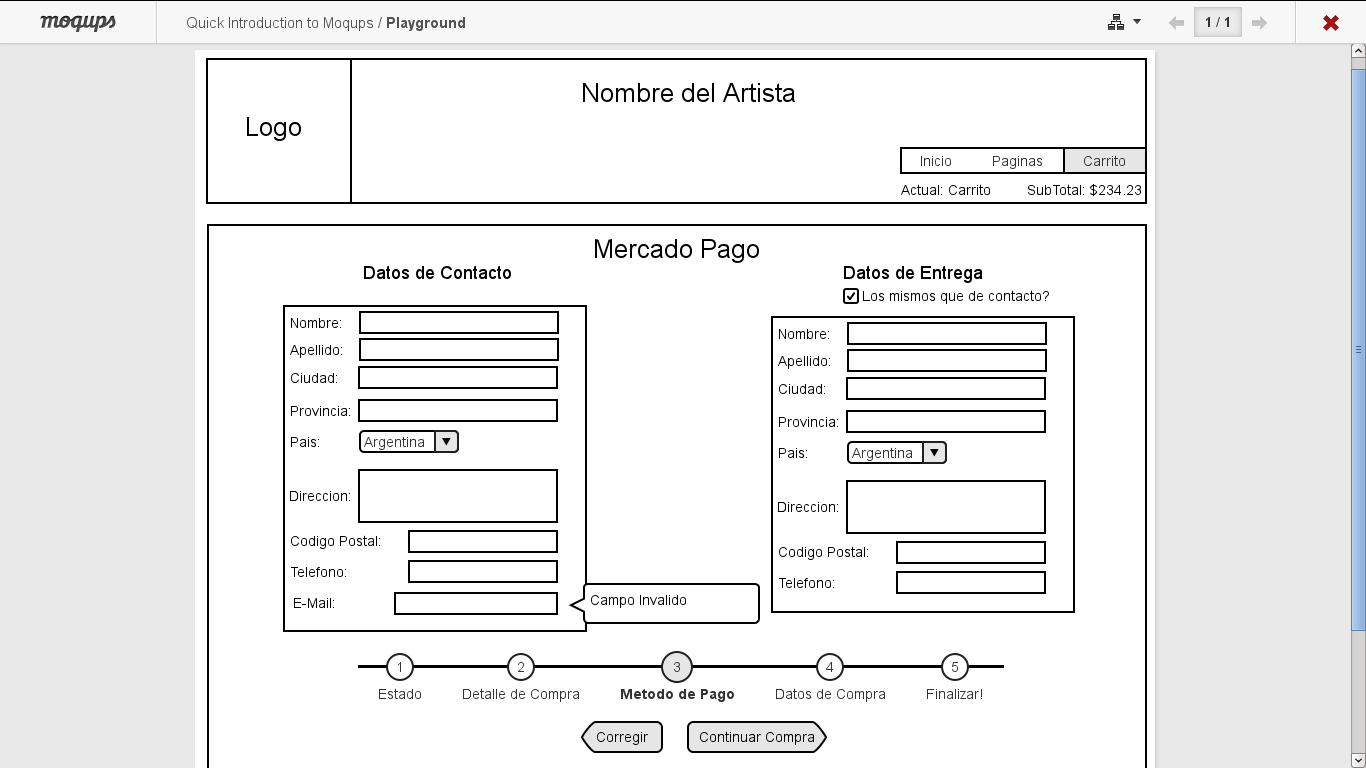 moqups Quick Introduction to Moqups / Playground 1 / 1
Nombre del Artista
Logo
Inicio Paginas Carrito
Actual: Carrito SubTotal: $234.23
Mercado Pago
Datos de Contacto
Nombre:
Apellido:
Ciudad:
Provincia:
Pais: Argentina
Direccion:
Codigo Postal:
Telefono:
E-Mail:
Campo Invalido
Datos de Entrega
Los mismos que de contacto?
Nombre:
Apellido:
Ciudad:
Provincia:
Pais: Argentina
Direccion:
Codigo Postal:
Telefono:
1 2 3 4 5
Estado Detalle de Compra Metodo de Pago Datos de Compra Finalizar!
Corregir Continuar Compra